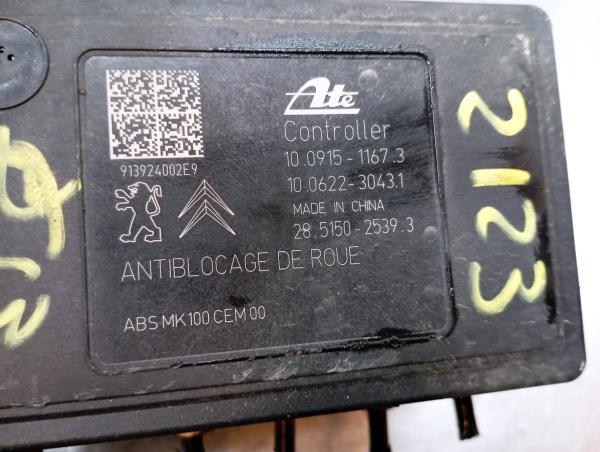 Ate
Controller
913924002E9
10.0915-1167.3
10.0622-3043.1
MADE IN CHINA
28.5150-2539.3
ANTIBLOCAGE DE ROUE
ABS MK100 CEM 00
2123